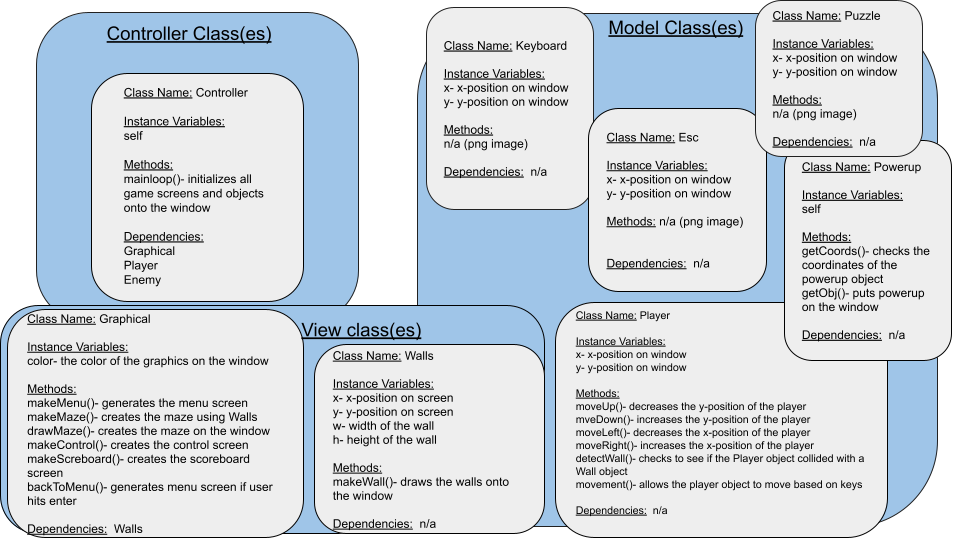 Controller Class(es)
Class Name: Controller
Instance Variables:
self
Methods:
mainloop()- initializes all
game screens and objects
onto the window
Dependencies:
Graphical
Player
Enemy
Model Class(es)
Class Name: Keyboard
Instance Variables:
x- x-position on window
y- y-position on window
Methods:
n/a (png image)
Dependencies: n/a
Class Name: Esc
Instance Variables:
x- x-position on window
y- y-position on window
Methods: n/a (png image)
Dependencies: n/a
Class Name: Puzzle
Instance Variables:
x- x-position on window
y- y-position on window
Methods:
n/a (png image)
Dependencies: n/a
Class Name: Powerup
Instance Variables:
self
Methods:
getCoords()- checks the
coordinates of the
powerup object
getObj()- puts powerup
on the window
Dependencies: n/a
View class(es)
Class Name: Graphical
Instance Variables:
color- the color of the graphics on the window
Methods:
makeMenu()- generates the menu screen
makeMaze()- creates the maze using Walls
drawMaze()- creates the maze on the window
makeControl()- creates the control screen
makeScreboard()- creates the scoreboard
screen
backToMenu()- generates menu screen if user
hits enter
Dependencies: Walls
Class Name: Walls
Instance Variables:
x- x-position on screen
y- y-position on screen
w- width of the wall
h- height of the wall
Methods:
makeWall()- draws the walls onto
the window
Dependencies: n/a
Class Name: Player
Instance Variables:
x- x-position on window
y- y-position on window
Methods:
moveUp()- decreases the y-position of the player
mveDown()- increases the y-position of the player
moveLeft()- decreases the x-position of the player
moveRight()- increases the x-position of the player
detectWall()- checks to see if the Player object collided with a
Wall object
movement()- allows the player object to move based on keys
Dependencies: n/a